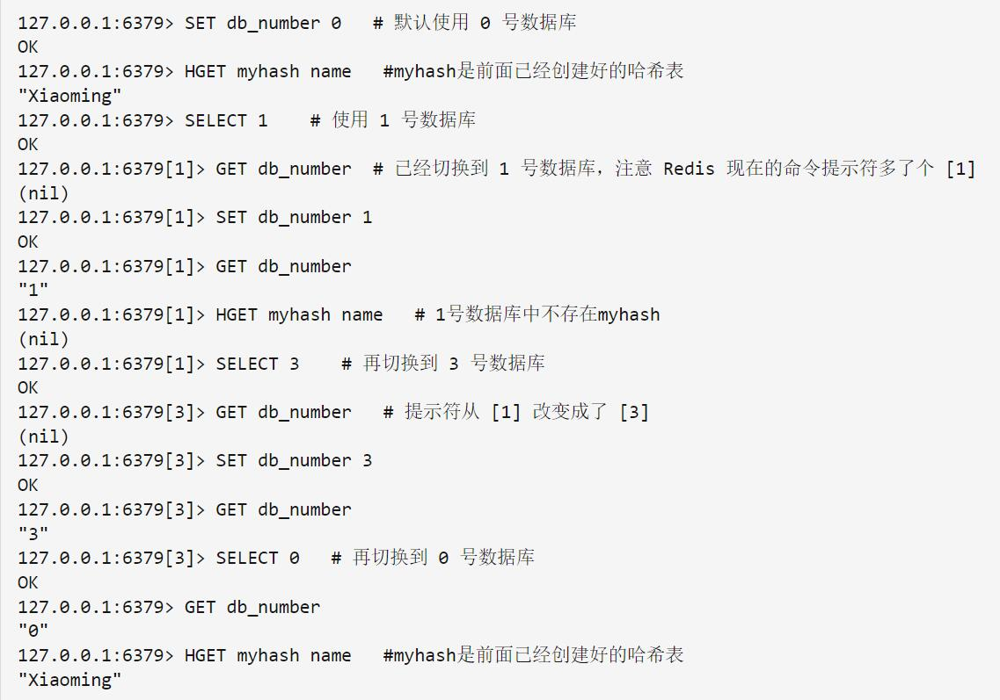 127.0.0.1:6379> SET db_number 0   # 默认使用 0 号数据库
OK
127.0.0.1:6379> HGET myhash name   #myhash是前面已经创建好的哈希表
"Xiaoming"
127.0.0.1:6379> SELECT 1    # 使用 1 号数据库
OK
127.0.0.1:6379[1]> GET db_number  # 已经切换到 1 号数据库，注意 Redis 现在的命令提示符多了个 [1]
(nil)
127.0.0.1:6379[1]> SET db_number 1
OK
127.0.0.1:6379[1]> GET db_number
"1"
127.0.0.1:6379[1]> HGET myhash name   # 1号数据库中不存在myhash
(nil)
127.0.0.1:6379[1]> SELECT 3    # 再切换到 3 号数据库
OK
127.0.0.1:6379[3]> GET db_number   # 提示符从 [1] 改变成了 [3]
(nil)
127.0.0.1:6379[3]> SET db_number 3
OK
127.0.0.1:6379[3]> GET db_number
"3"
127.0.0.1:6379[3]> SELECT 0   # 再切换到 0 号数据库
OK
127.0.0.1:6379> GET db_number
"0"
127.0.0.1:6379> HGET myhash name   #myhash是前面已经创建好的哈希表
"Xiaoming"